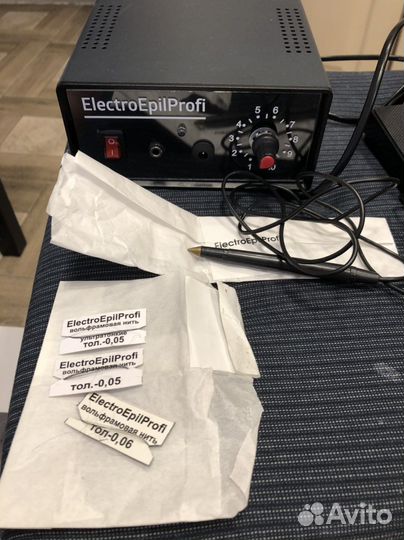 ElectroEpilProfi
1 2 3 4 5 6 7 8 9 10
ElectroEpilProfi
ElectroEpilProfi
вольфрамовая нить
ультратонкие
тол.-0,05
ElectroEpilProfi
вольфрамовая нить
тол.-0,05
ElectroEpilProfi
вольфрамовая нить
тол-0,06
Avito